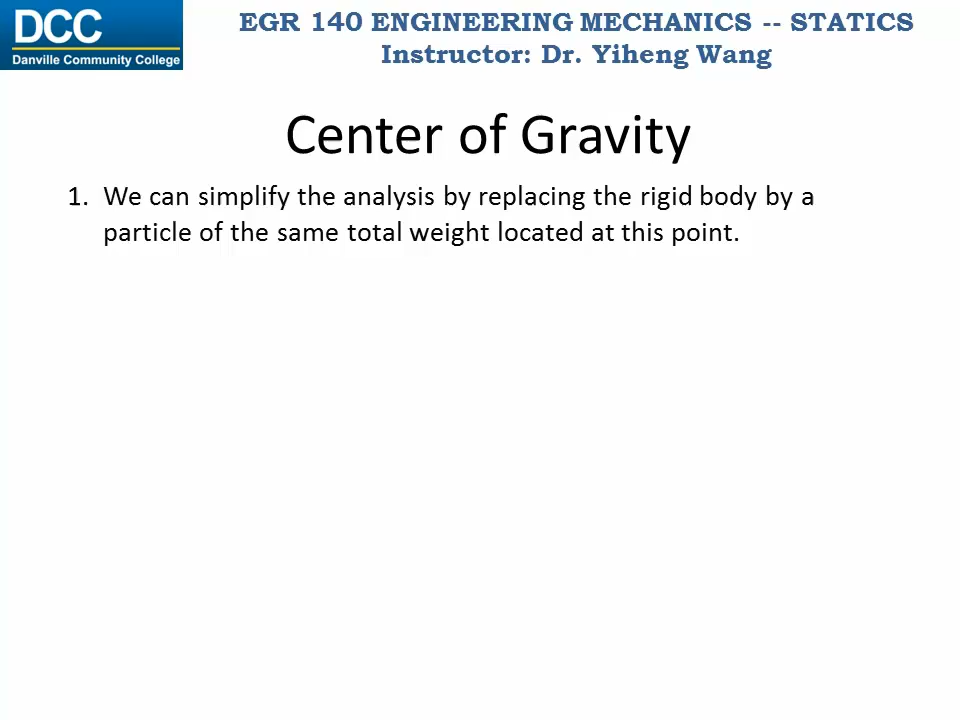 DCC
Danville Community College
EGR 140 ENGINEERING MECHANICS -- STATICS
Instructor: Dr. Yiheng Wang
Center of Gravity
1. We can simplify the analysis by replacing the rigid body by a
particle of the same total weight located at this point.